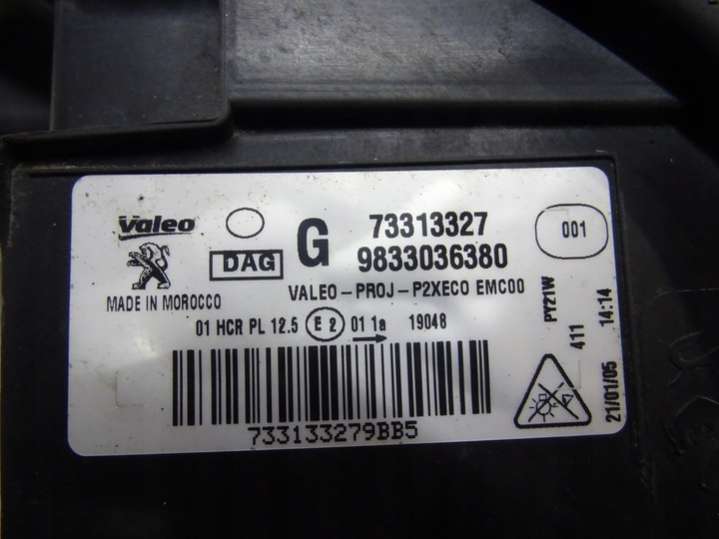 Valeo
DAG
G
73313327
9833036380
001
MADE IN MOROCCO
VALEO-PROJ-P2XECO EMC00
01 HCR PL 12.5 E2 01 1a 19048
PY21W
411
21/01/05 14:14
733133279BB5